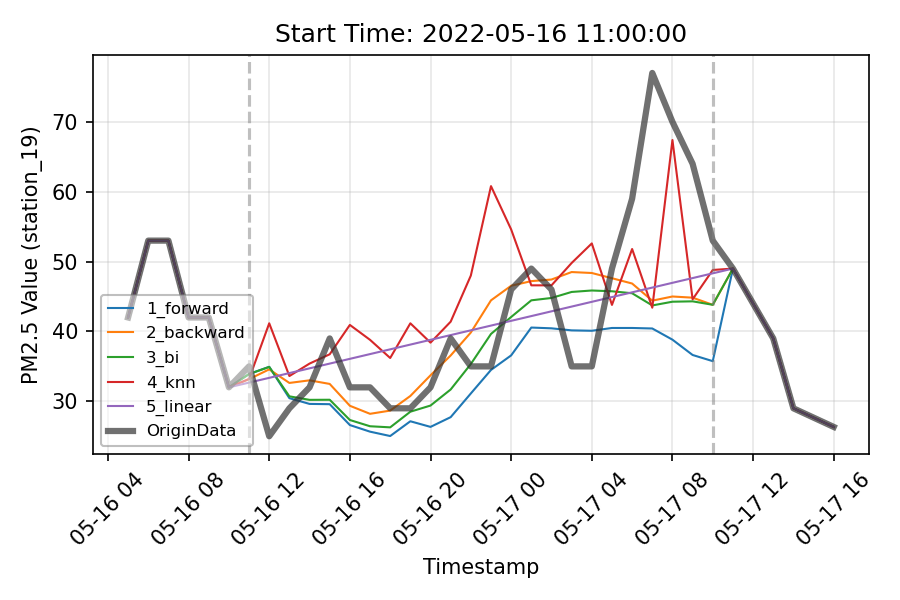 Start Time: 2022-05-16 11:00:00
PM2.5 Value (station_19)
70
60
50
40
30
1_forward
2_backward
3_bi
4_knn
5_linear
OriginData
05-16 04
05-16 08
05-16 12
05-16 16
05-16 20
05-17 00
05-17 04
05-17 08
05-17 12
05-17 16
Timestamp